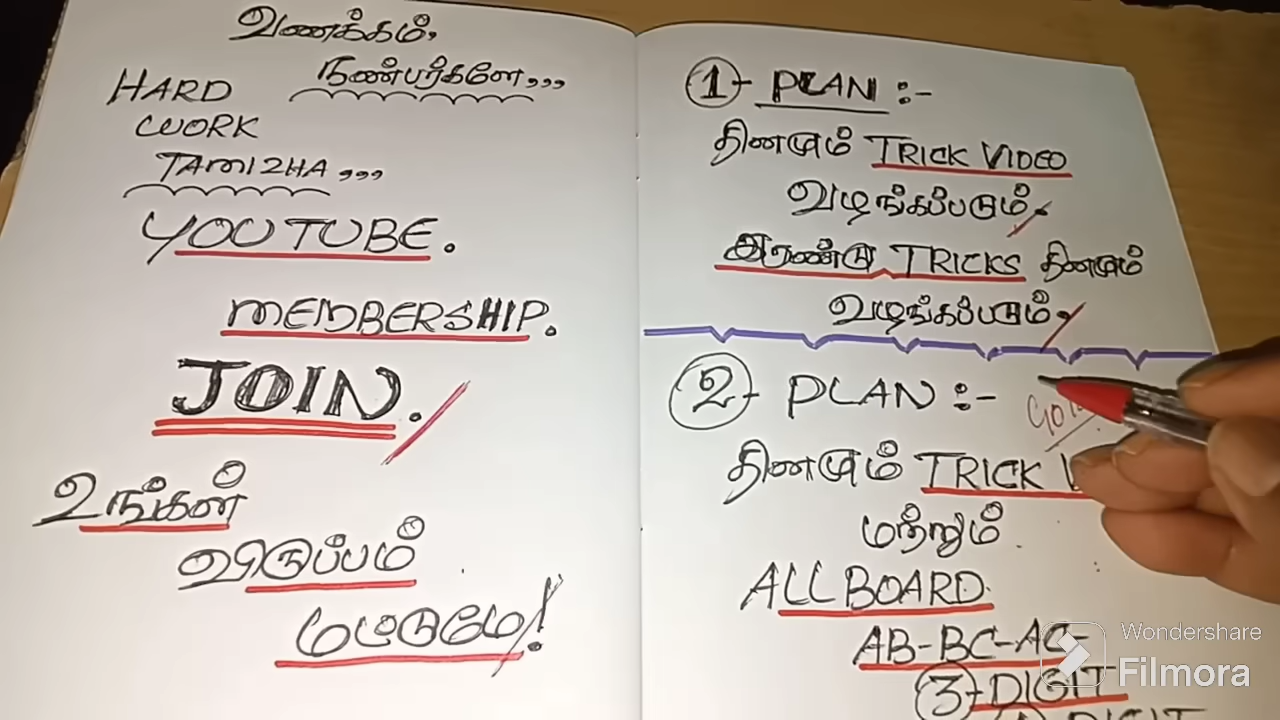 வணக்கம்,
நண்பர்களே,,,
HARD
WORK
TAMIZHA,,,
YOUTUBE.
MEMBERSHIP.
JOIN.
உங்கள்
விருப்பம்
மட்டுமே!
1- PLAN :-
தினமும் TRICK VIDEO
வழங்கப்படும்.
இரண்டு TRICKS தினமும்
வழங்கப்படும்.
2- PLAN :-
தினமும் TRICK
மற்றும்
ALL BOARD.
AB-BC-AC-
3-DIGIT
DIGIT
Wondershare
Filmora